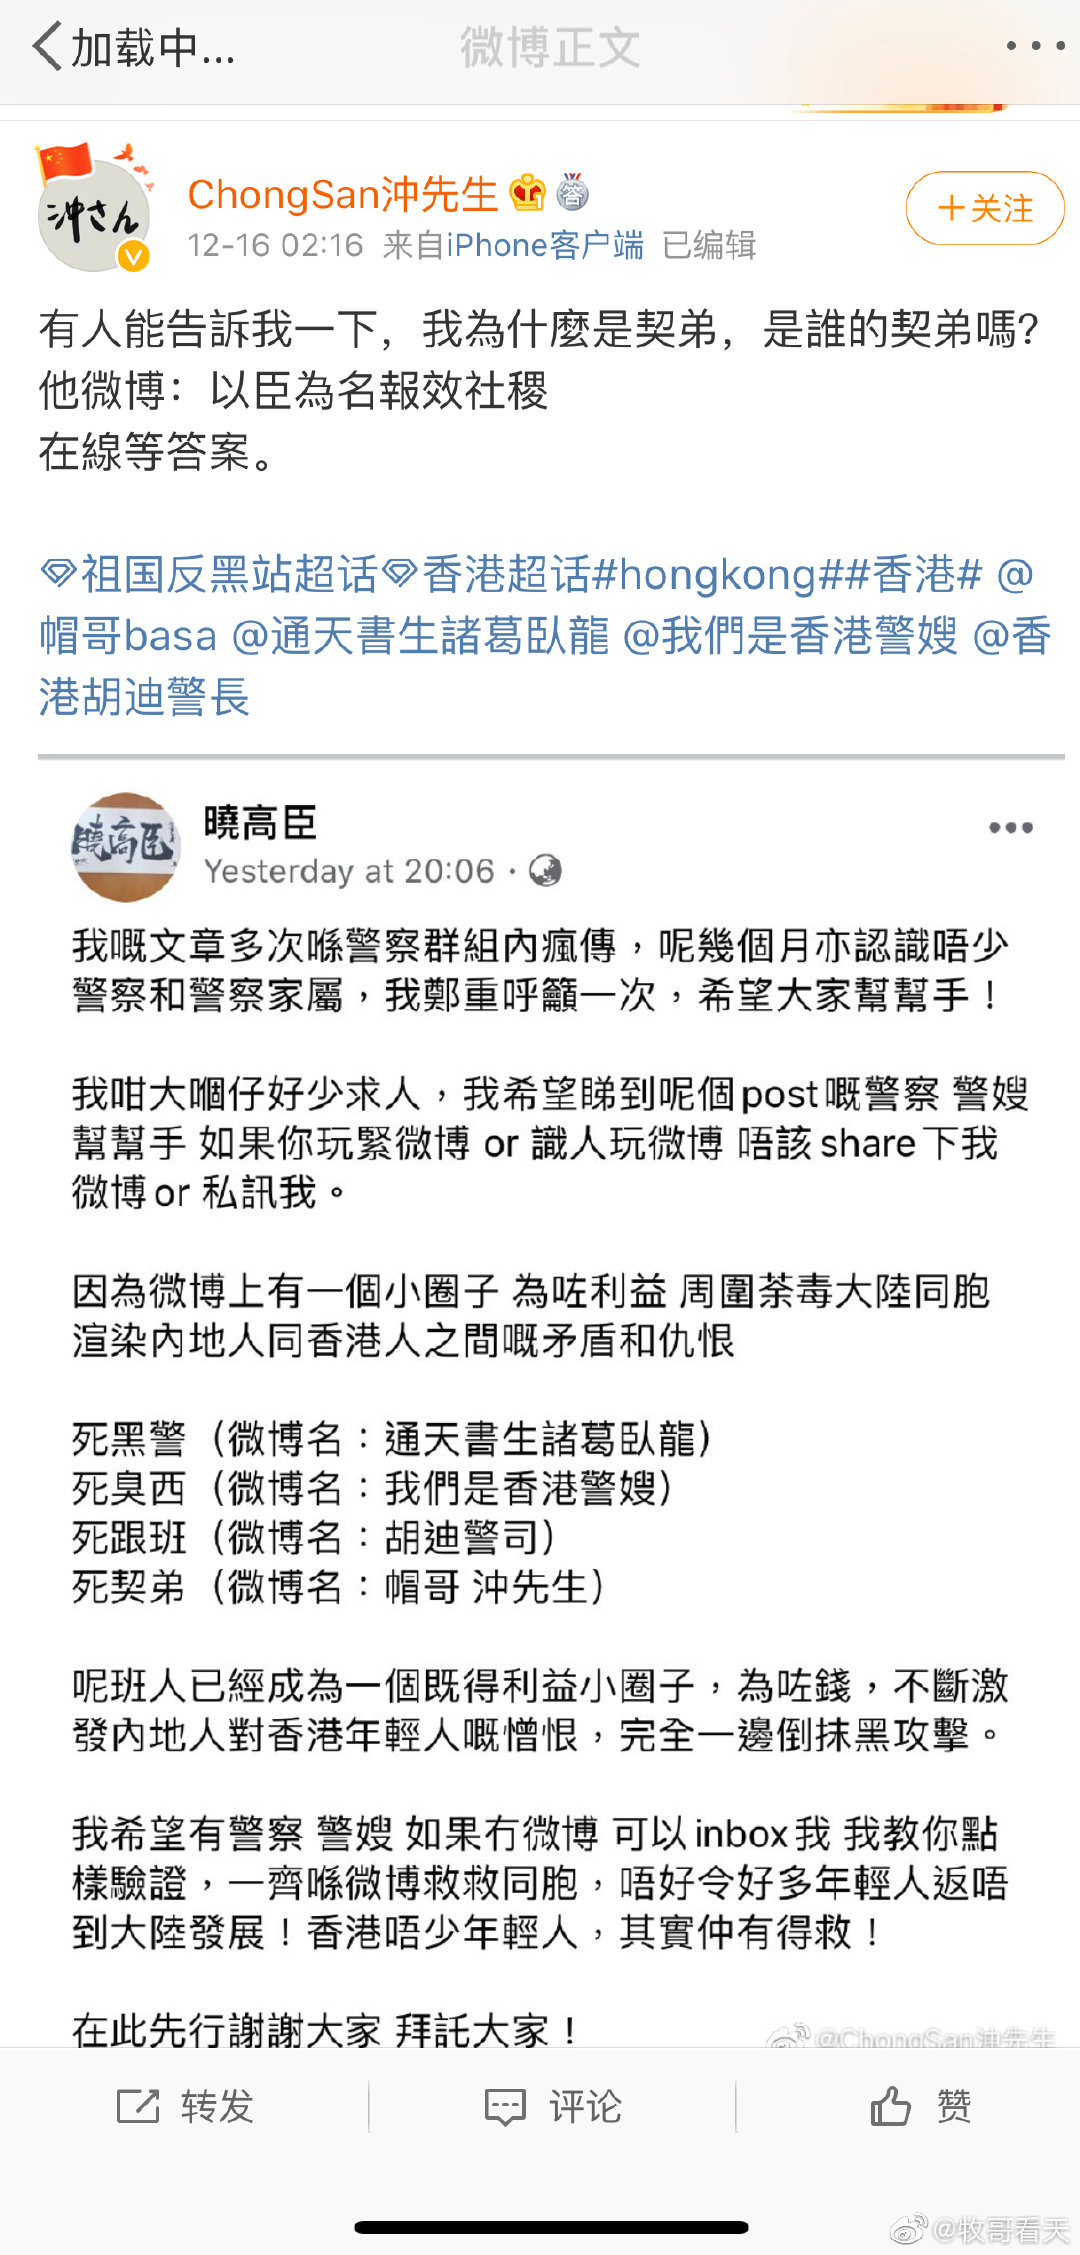 加载中...
微博正文
ChongSan沖先生
12-16 02:16 来自iPhone客户端 已编辑
+关注
有人能告訴我一下，我為什麼是契弟，是誰的契弟嗎？
他微博：以臣為名報效社稷
在線等答案。
祖国反黑站超话香港超话#hongkong##香港# @
帽哥basa @通天書生諸葛臥龍 @我們是香港警嫂 @香
港胡迪警長
曉高臣
Yesterday at 20:06 ·
我嘅文章多次喺警察群組內瘋傳，呢幾個月亦認識唔少
警察和警察家屬，我鄭重呼籲一次，希望大家幫幫手！
我咁大嗰仔好少求人，我希望睇到呢個post嘅警察 警嫂
幫幫手 如果你玩緊微博 or 識人玩微博 唔該share下我
微博or 私訊我。
因為微博上有一個小圈子 為咗利益 周圍荼毒大陸同胞
渲染內地人同香港人之間嘅矛盾和仇恨
死黑警（微博名：通天書生諸葛臥龍）
死臭西（微博名：我們是香港警嫂）
死跟班（微博名：胡迪警司）
死契弟（微博名：帽哥 沖先生）
呢班人已經成為一個既得利益小圈子，為咗錢，不斷激
發內地人對香港年輕人嘅憎恨，完全一邊倒抹黑攻擊。
我希望有警察 警嫂 如果冇微博 可以inbox我 我教你點
樣驗證，一齊喺微博救救同胞，唔好令好多年輕人返唔
到大陸發展！香港唔少年輕人，其實仲有得救！
在此先行謝謝大家 拜託大家！
@ChongSan沖先生
转发
评论
赞
@牧哥看天